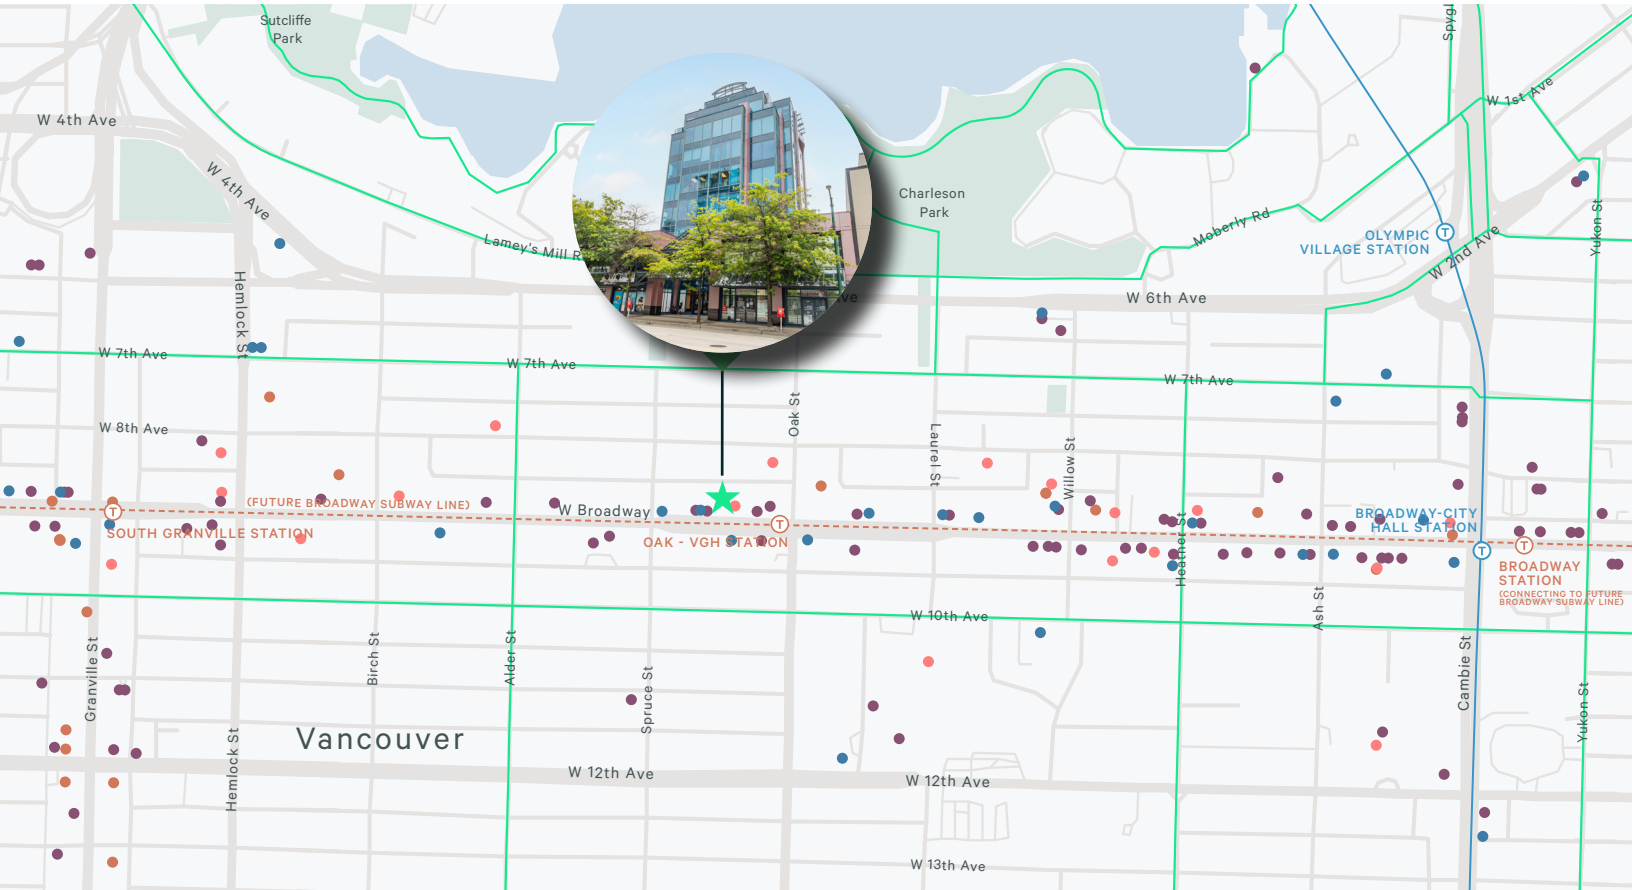 Sutcliffe
Park
Spygl
W 4th Ave
W 1st Ave
W 4th Ave
Charleson
Park
Moberly Rd
Yukon St
OLYMPIC
VILLAGE STATION
W 2nd Ave
Lamey's Mill R
Hemlock St
ve
W 6th Ave
W 7th Ave
W 7th Ave
W 7th Ave
Oak St
W 8th Ave
Laurel St
Willow St
(FUTURE BROADWAY SUBWAY LINE)
W Broadway
SOUTH GRANVILLE STATION
OAK - VGH STATION
Heather St
BROADWAY-CITY
HALL STATION
BROADWAY
STATION
(CONNECTING TO FUTURE
BROADWAY SUBWAY LINE)
W 10th Ave
Ash St
Granville St
Birch St
Alder St
Spruce St
Cambie St
Yukon St
Vancouver
Hemlock St
W 12th Ave
W 12th Ave
W 13th Ave
T
T
T
T
T